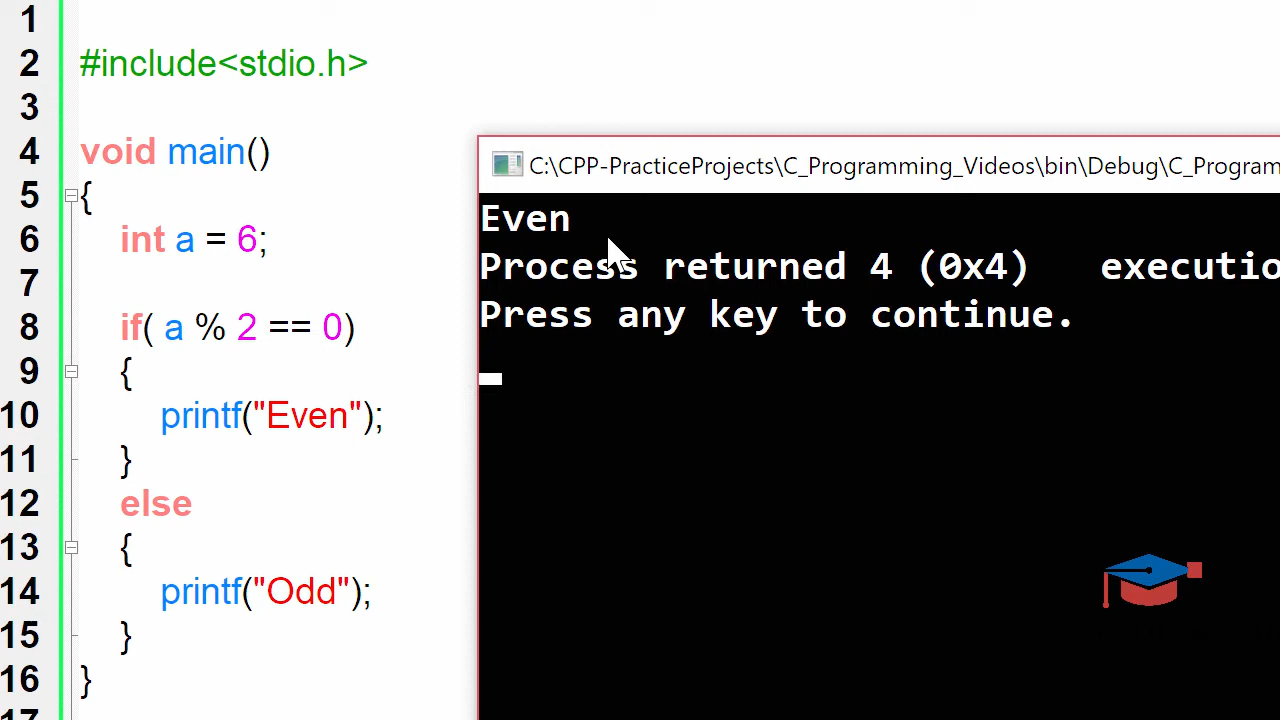 1
2 #include<stdio.h>
3
4 void main()
5 {
6 int a = 6;
7
8 if( a % 2 == 0)
9 {
10 printf("Even");
11 }
12 else
13 {
14 printf("Odd");
15 }
16 }
17
C:\CPP-PracticeProjects\C_Programming_Videos\bin\Debug\C_Program
Even
Process returned 4 (0x4) executio
Press any key to continue.